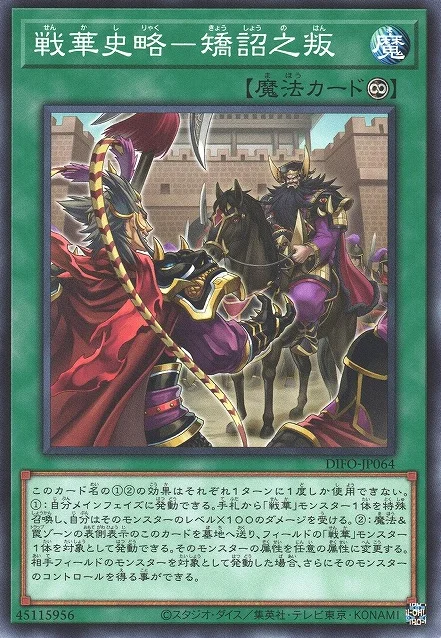 戦華史略－矯詔之叛
魔
【魔法カード】
DIFO-JP064
このカード名の①②の効果はそれぞれ1ターンに1度しか使用できない。
①：自分メインフェイズに発動できる。手札から「戦華」モンスター1体を特殊
召喚し、自分はそのモンスターのレベル×100のダメージを受ける。②：魔法&
罠ゾーンの表側表示のこのカードを墓地へ送り、フィールドの「戦華」モンスター
1体を対象として発動できる。そのモンスターの属性を任意の属性に変更する。
相手フィールドのモンスターを対象として発動した場合、さらにそのモンスター
のコントロールを得る事ができる。
45115956
©スタジオ・ダイス/集英社・テレビ東京・KONAMI